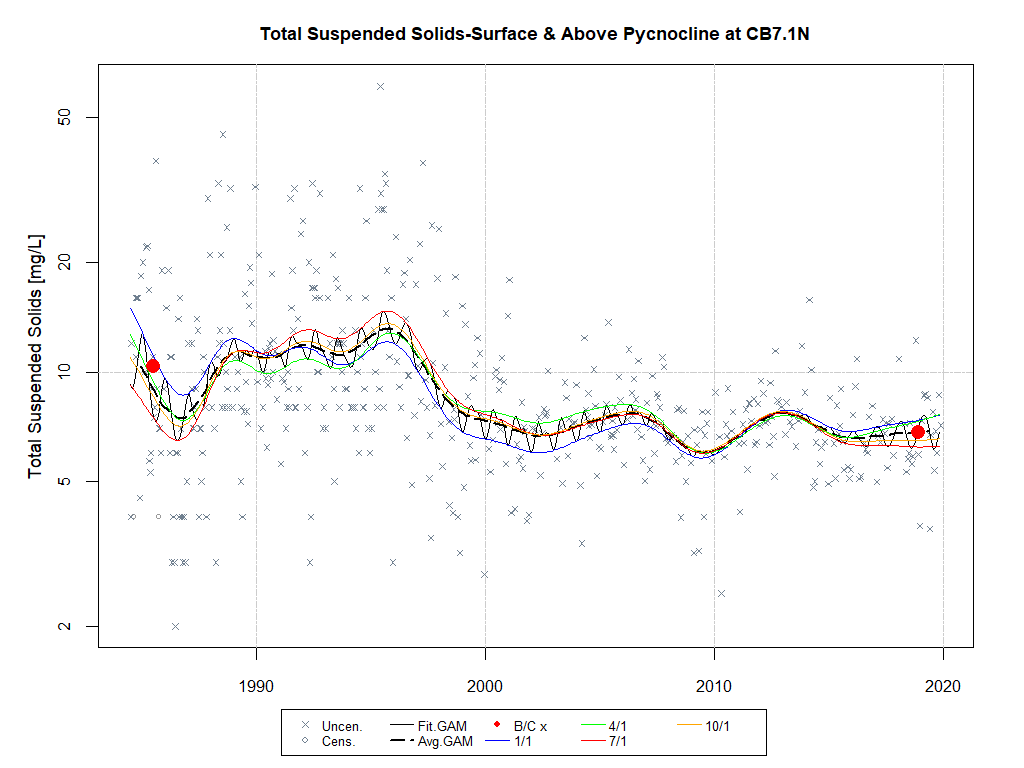 Total Suspended Solids-Surface & Above Pycnocline at CB7.1N
Total Suspended Solids [mg/L]
50
20
10
5
2
1990 2000 2010 2020
Uncen. Fit.GAM B/C x 4/1 10/1
Cens. Avg.GAM 1/1 7/1